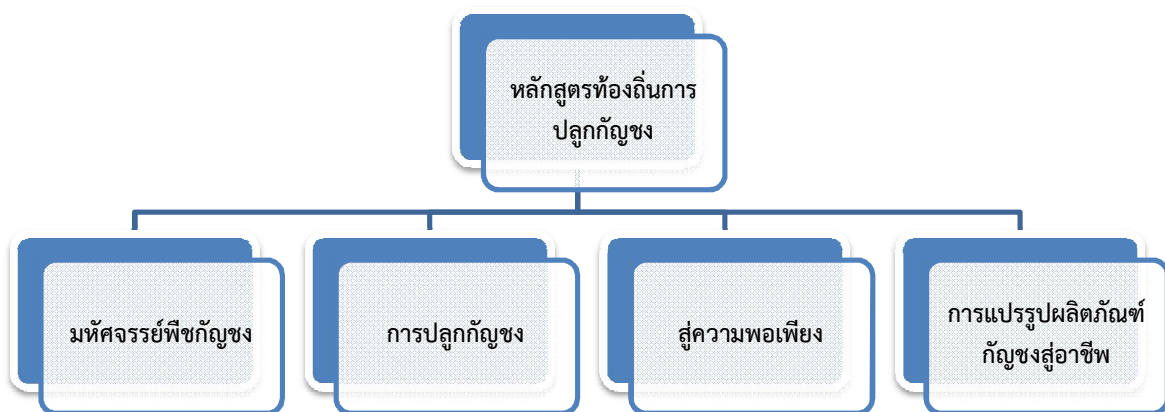 หลักสูตรท้องถิ่นการ
ปลูกกัญชง
มหัศจรรย์พืชกัญชง
การปลูกกัญชง
สู่ความพอเพียง
การแปรรูปผลิตภัณฑ์
กัญชงสู่อาชีพ